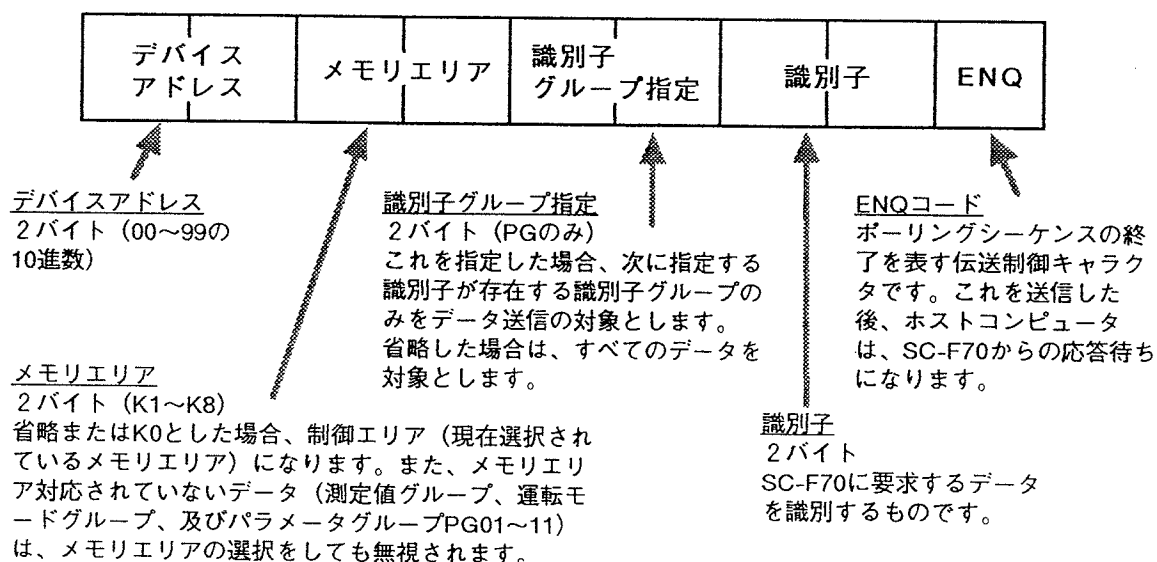 デバイス
アドレス
メモリエリア
識別子
グループ指定
識別子
ENQ
デバイスアドレス
2バイト（00～99の
10進数）
識別子グループ指定
2バイト（PGのみ）
これを指定した場合、次に指定する
識別子が存在する識別子グループの
みをデータ送信の対象とします。
省略した場合は、すべてのデータを
対象とします。
ENQコード
ポーリングシーケンスの終
了を表す伝送制御キャラク
タです。これを送信した
後、ホストコンピュータ
は、SC-F70からの応答待ち
になります。
メモリエリア
2バイト（K1～K8）
省略またはK0とした場合、制御エリア（現在選択され
ているメモリエリア）になります。また、メモリエリ
ア対応されていないデータ（測定値グループ、運転モ
ードグループ、及びパラメータグループPG01～11）
は、メモリエリアの選択をしても無視されます。
識別子
2バイト
SC-F70に要求するデータ
を識別するものです。